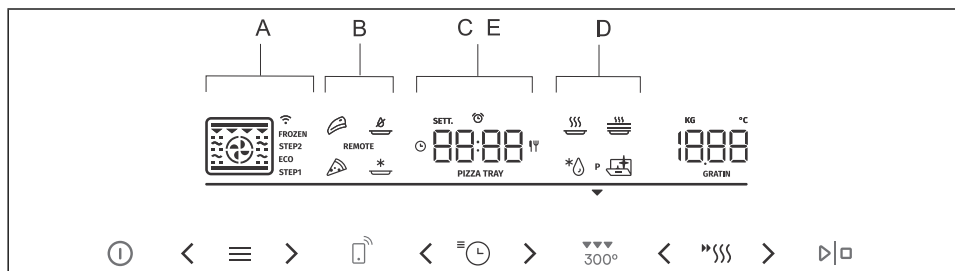 A B C E D
FROZEN
STEP2
ECO
STEP1
REMOTE
SETT.
88:88
PIZZA TRAY
P
KG °C
18.88
GRATIN
300°